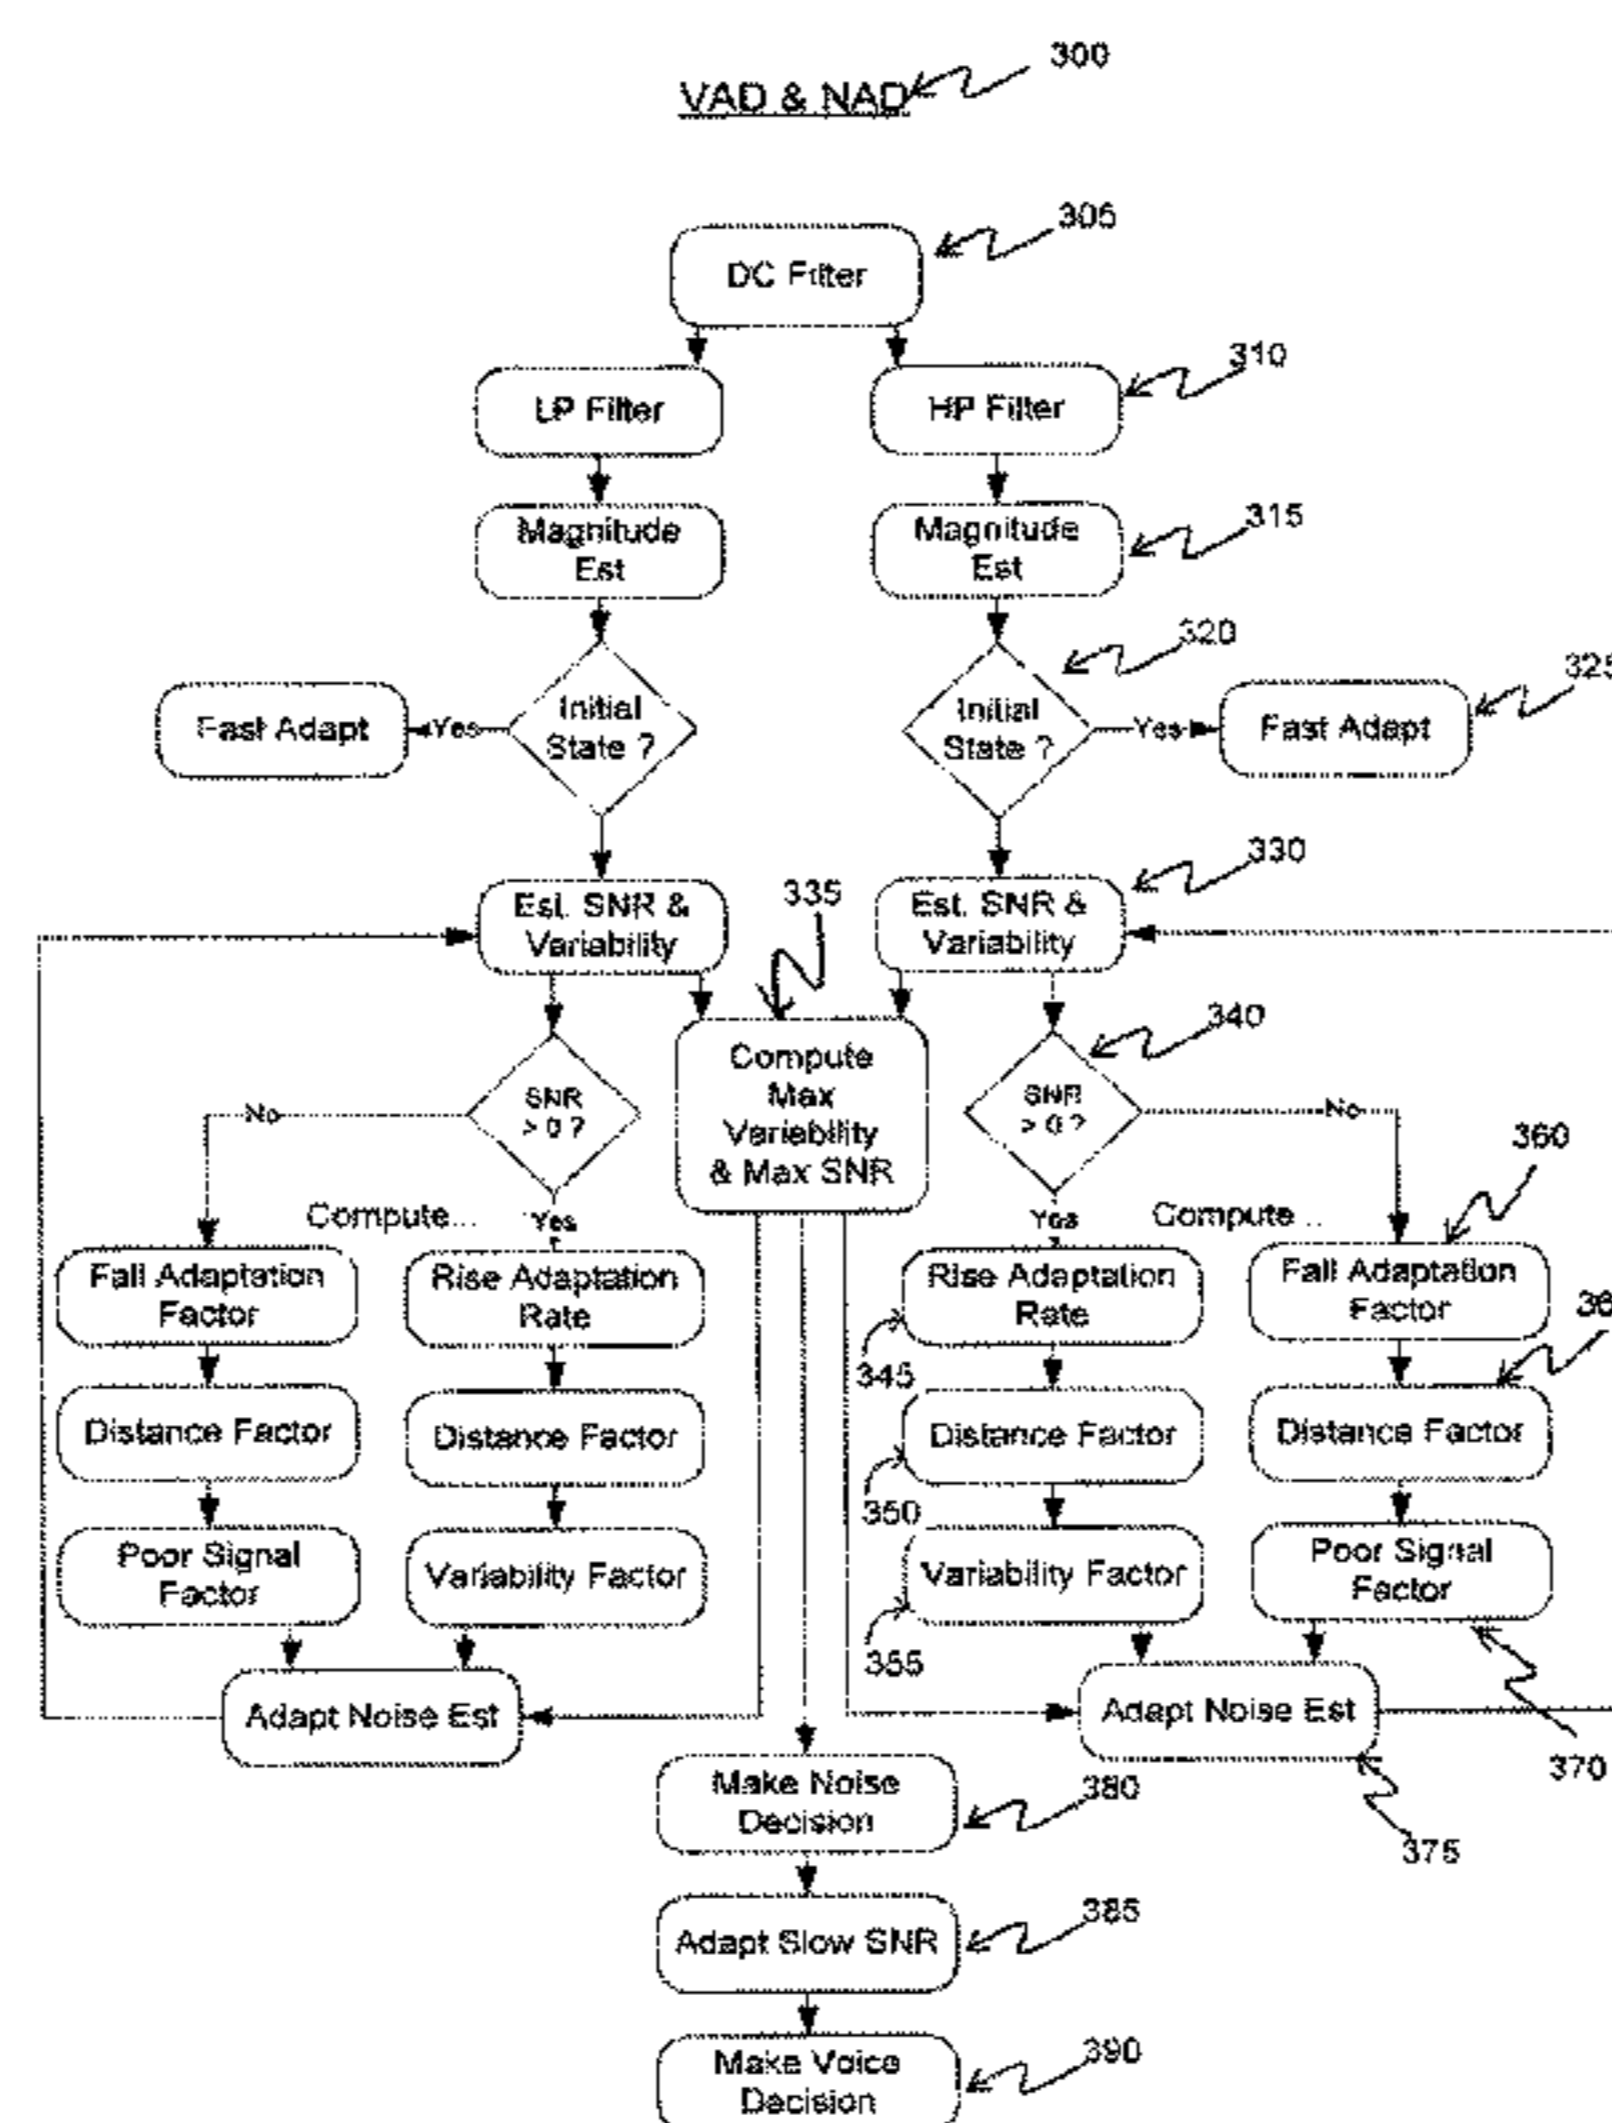 300
VAD & NAD
305
DC Filter
310
LP Filter
HP Filter
315
Magnitude
Est
Magnitude
Est
320
325
Initial
State ?
Initial
State ?
Fast Adapt
Yes
Yes
Fast Adapt
330
335
Est. SNR &
Variability
Est. SNR &
Variability
340
Compute
Max
Variability
& Max SNR
SNR
> 0 ?
SNR
> 0 ?
No
No
360
Compute...
Yes
Yes
Compute...
Fall Adaptation
Factor
Rise Adaptation
Rate
Rise Adaptation
Rate
Fall Adaptation
Factor
36
345
Distance Factor
Distance Factor
Distance Factor
Distance Factor
350
Poor Signal
Factor
Variability Factor
Variability Factor
Poor Signal
Factor
355
Adapt Noise Est
Adapt Noise Est
370
Make Noise
Decision
380
375
Adapt Slow SNR
385
Make Voice
Decision
390